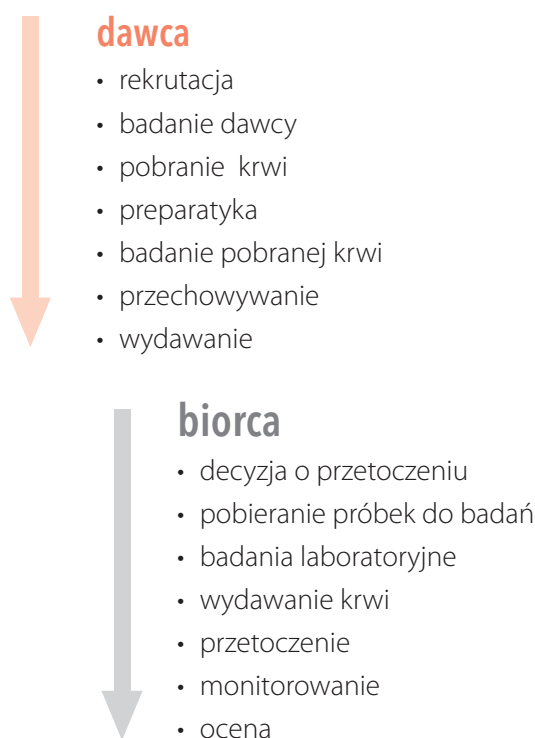 dawca
• rekrutacja
• badanie dawcy
• pobranie krwi
• preparatyka
• badanie pobranej krwi
• przechowywanie
• wydawanie
biorca
• decyzja o przetoczeniu
• pobieranie próbek do badań
• badania laboratoryjne
• wydawanie krwi
• przetoczenie
• monitorowanie
• ocena